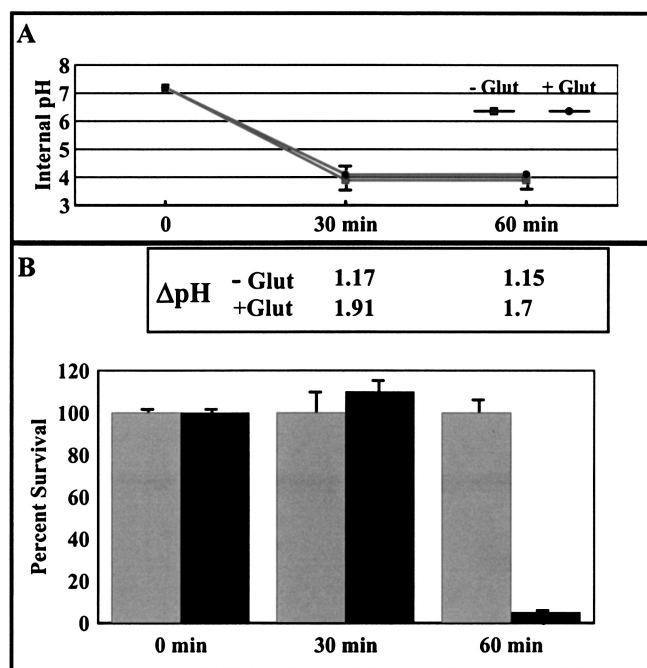 A
Internal pH
8
7
6
5
4
3
- Glut + Glut
0 30 min 60 min
B
ΔpH
- Glut 1.17 1.15
+Glut 1.91 1.7
Percent Survival
120
100
80
60
40
20
0
0 min 30 min 60 min